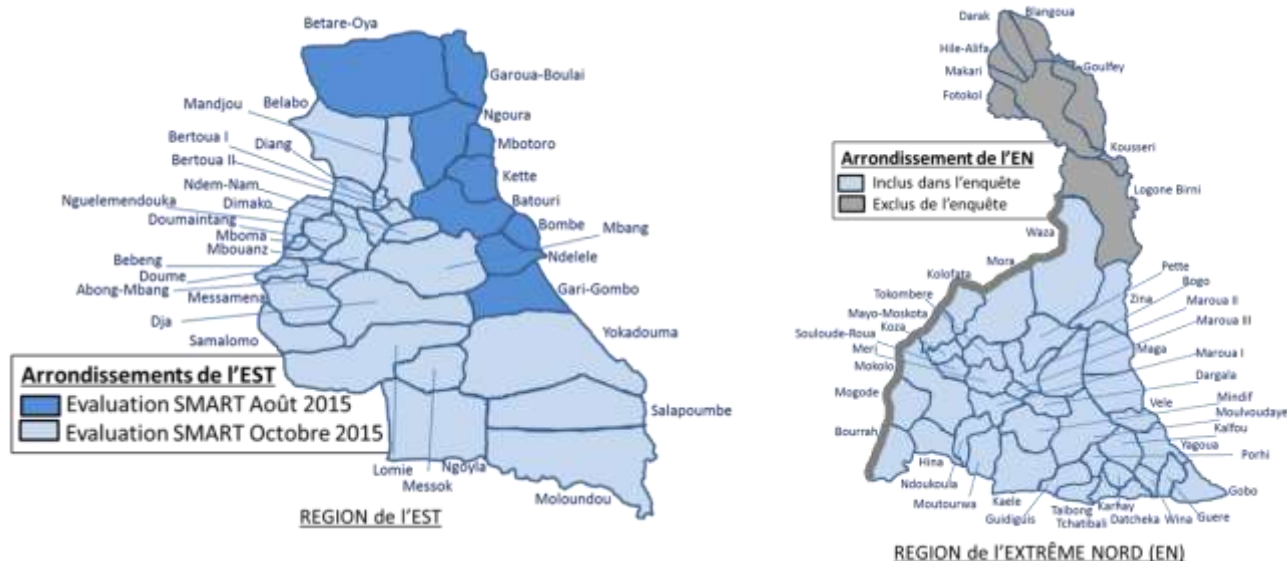 Betare-Oya
Garoua-Boulai
Mandjou
Belabo
Ngoura
Bertoua I
Diang
Mbotoro
Bertoua II
Kette
Ndem-Nam
Batouri
Nguelemendouka
Dimako
Doumaintang
Bombe
Mbang
Mboma
Mbouanz
Ndelele
Bebeng
Doume
Abong-Mbang
Messamena
Gari-Gombo
Dja
Yokadouma
Samalomo
Arrondissements de l'EST
Evaluation SMART Août 2015
Evaluation SMART Octobre 2015
Salapoumbe
Lomie
Ngoyla
Messok
Moloundou
REGION de l'EST
Darak
Blangoua
Hile-Alifa
Goulfey
Makari
Fotokol
Kousseri
Arrondissement de l'EN
Inclus dans l'enquête
Exclus de l'enquête
Logone Birni
Waza
Mora
Pette
Kolofata
Bogo
Tokombere
Zina
Maroua II
Mayo-Moskota
Maroua III
Koza
Souloude-Roua
Meri
Maga
Maroua I
Mokolo
Dargala
Mogode
Vele
Mindif
Moulvoudaye
Kalfou
Bourrah
Yagoua
Porhi
Hina
Ndoukoula
Gobo
Moutourwa
Kaele
Guidiguis
Taibong
Tchatibali
Karhay
Datcheka
Wina
Guere
REGION de l'EXTRÊME NORD (EN)